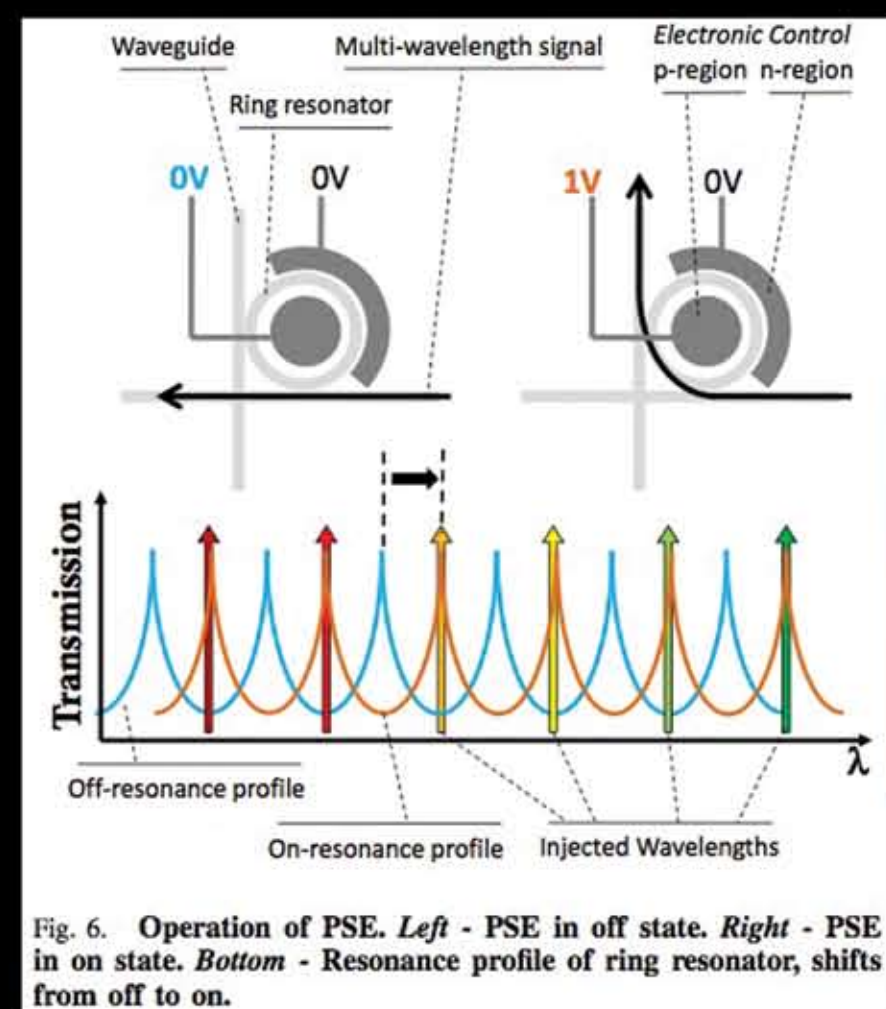 Waveguide
Multi-wavelength signal
Electronic Control
p-region n-region
Ring resonator
0V
0V
1V
0V
Transmission
λ
Off-resonance profile
On-resonance profile
Injected Wavelengths
Fig. 6. Operation of PSE. Left - PSE in off state. Right - PSE
in on state. Bottom - Resonance profile of ring resonator, shifts
from off to on.